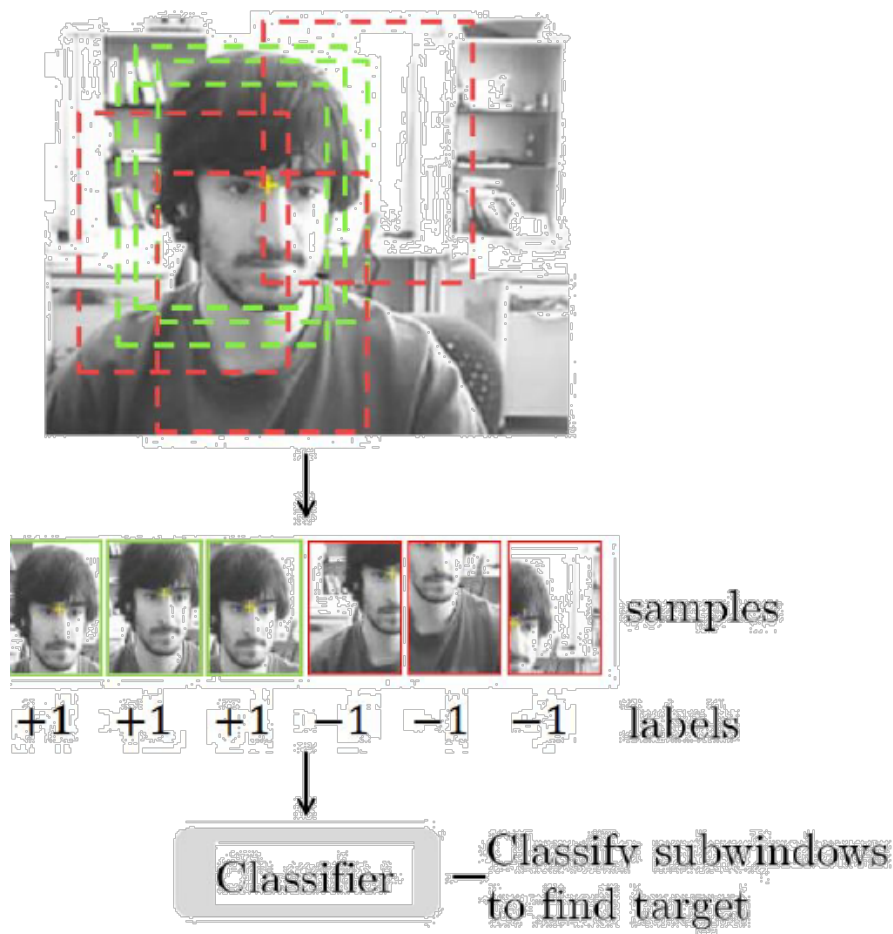 samples
+1 +1 +1 −1 −1 −1 labels
Classifier
Classify subwindows
to find target